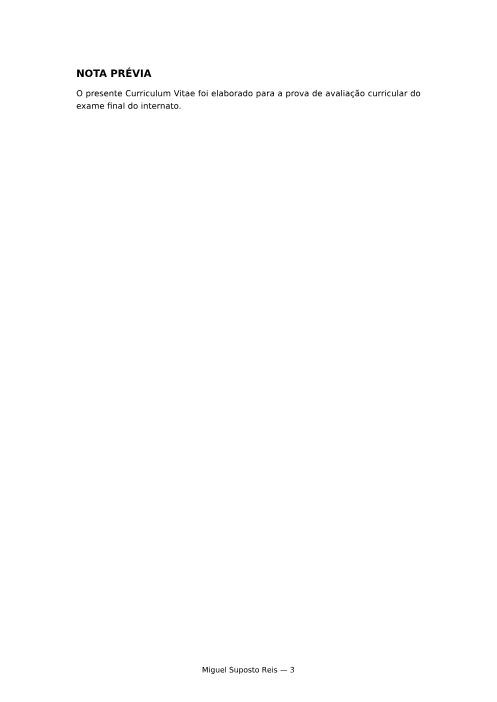 NOTA PRÉVIA
O presente Curriculum Vitae foi elaborado para a prova de avaliação curricular do
exame final do internato.
Miguel Suposto Reis — 3